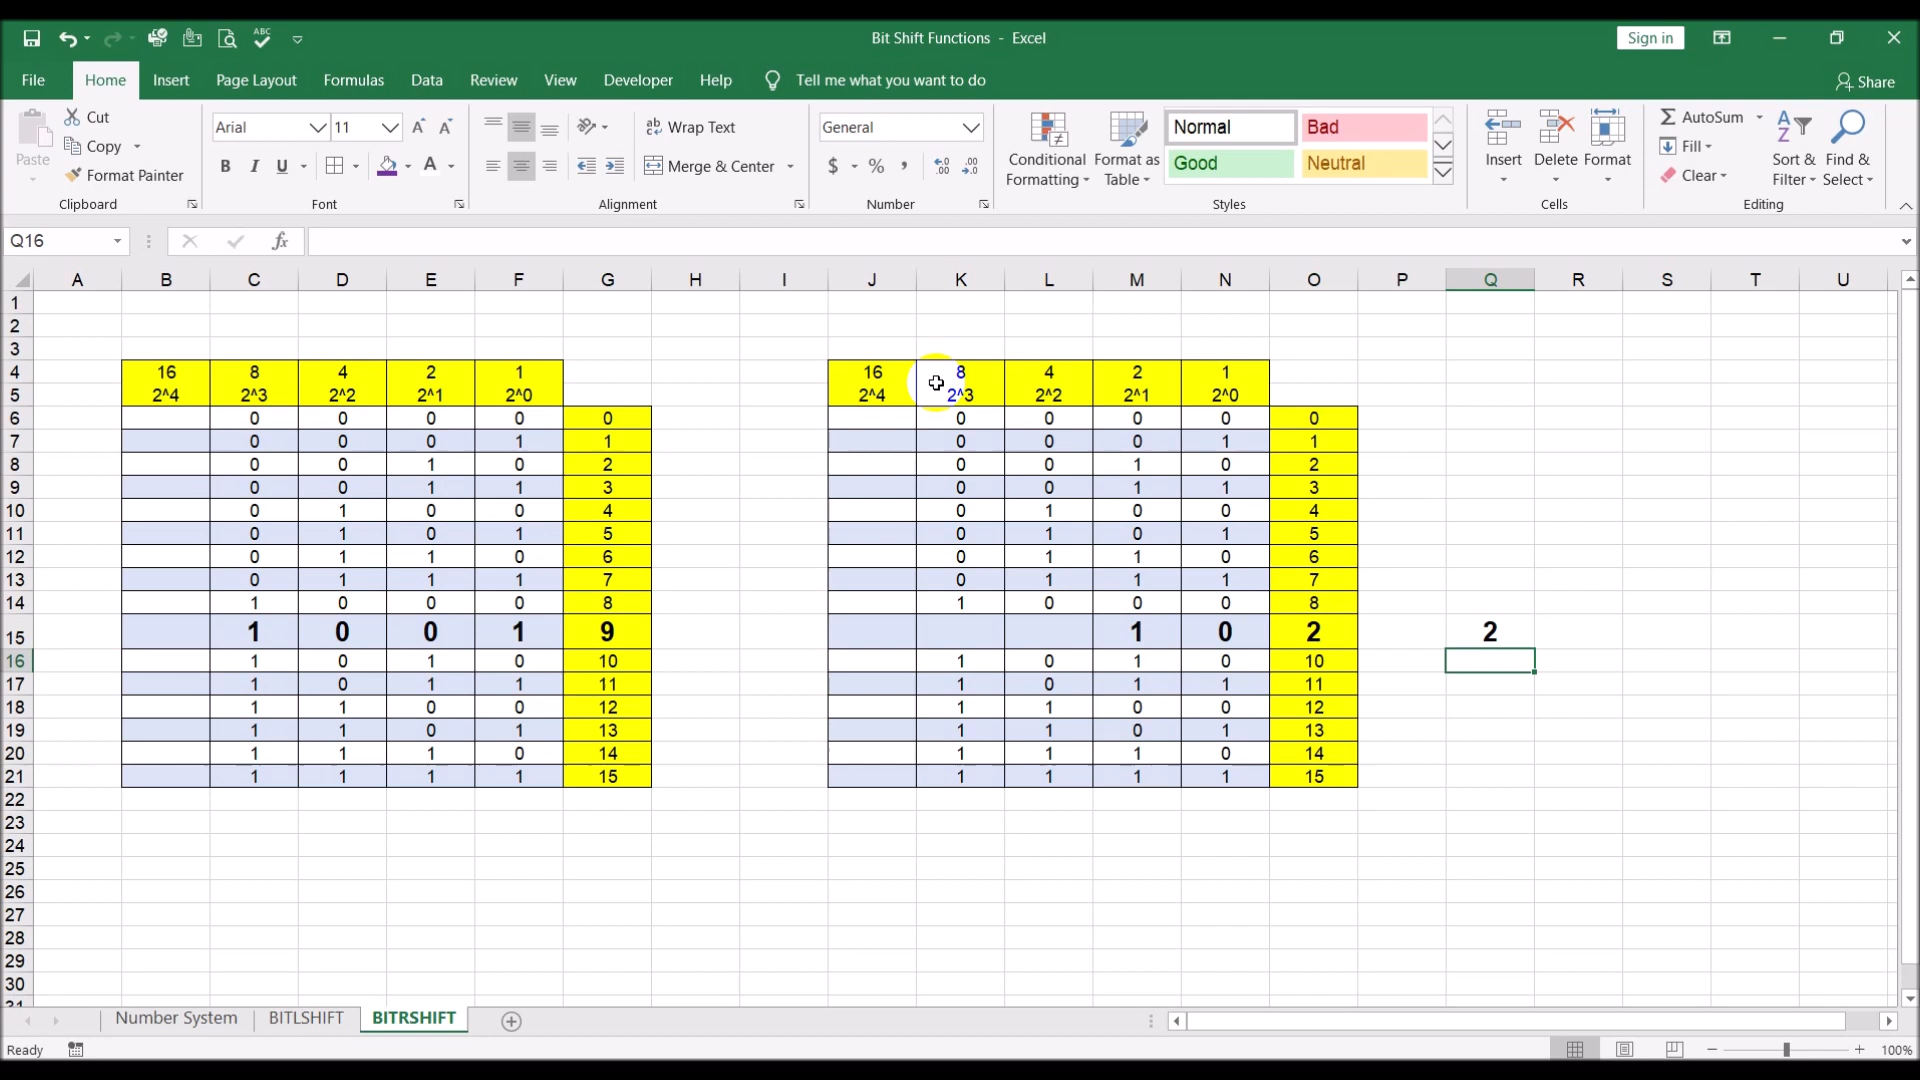 ABC
Bit Shift Functions - Excel
Sign in
File Home Insert Page Layout Formulas Data Review View Developer Help Tell me what you want to do
Share
Paste
Cut
Copy
Format Painter
Clipboard
Arial 11
B I U
Font
Wrap Text
Merge & Center
Alignment
General
$ % ,
Number
Conditional Formatting
Format as Table
Normal Bad
Good Neutral
Styles
Insert Delete Format
Cells
AutoSum
Fill
Clear
Sort & Filter
Find & Select
Editing
Q16 fx
A B C D E F G H I J K L M N O P Q R S T U
1
2
3
4 16 8 4 2 1 16 8 4 2 1
5 2^4 2^3 2^2 2^1 2^0 2^4 2^3 2^2 2^1 2^0
6 0 0 0 0 0 0 0 0 0 0
7 0 0 0 1 1 0 0 0 1 1
8 0 0 1 0 2 0 0 1 0 2
9 0 0 1 1 3 0 0 1 1 3
10 0 1 0 0 4 0 1 0 0 4
11 0 1 0 1 5 0 1 0 1 5
12 0 1 1 0 6 0 1 1 0 6
13 0 1 1 1 7 0 1 1 1 7
14 1 0 0 0 8 1 0 0 0 8
15 1 0 0 1 9 1 0 2 2
16 1 0 1 0 10 1 0 1 0 10
17 1 0 1 1 11 1 0 1 1 11
18 1 1 0 0 12 1 1 0 0 12
19 1 1 0 1 13 1 1 0 1 13
20 1 1 1 0 14 1 1 1 0 14
21 1 1 1 1 15 1 1 1 1 15
22
23
24
25
26
27
28
29
30
31
Number System BITLSHIFT BITRSHIFT
Ready
100%